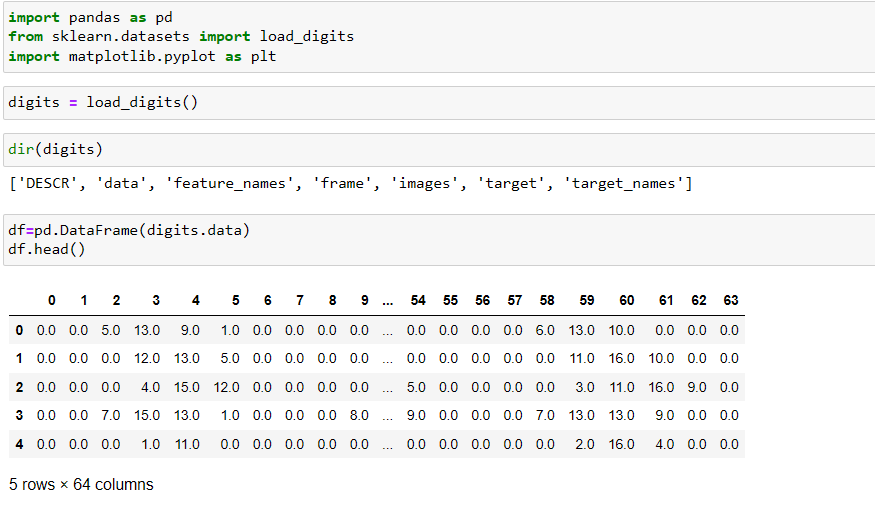 import pandas as pd
from sklearn.datasets import load_digits
import matplotlib.pyplot as plt
digits = load_digits()
dir(digits)
['DESCR', 'data', 'feature_names', 'frame', 'images', 'target', 'target_names']
df=pd.DataFrame(digits.data)
df.head()
0 1 2 3 4 5 6 7 8 9 ... 54 55 56 57 58 59 60 61 62 63
0 0.0 0.0 5.0 13.0 9.0 1.0 0.0 0.0 0.0 0.0 ... 0.0 0.0 0.0 0.0 6.0 13.0 10.0 0.0 0.0 0.0
1 0.0 0.0 0.0 12.0 13.0 5.0 0.0 0.0 0.0 0.0 ... 0.0 0.0 0.0 0.0 0.0 11.0 16.0 10.0 0.0 0.0
2 0.0 0.0 0.0 4.0 15.0 12.0 0.0 0.0 0.0 0.0 ... 5.0 0.0 0.0 0.0 0.0 3.0 11.0 16.0 9.0 0.0
3 0.0 0.0 7.0 15.0 13.0 1.0 0.0 0.0 0.0 8.0 ... 9.0 0.0 0.0 0.0 7.0 13.0 13.0 9.0 0.0 0.0
4 0.0 0.0 0.0 1.0 11.0 0.0 0.0 0.0 0.0 0.0 ... 0.0 0.0 0.0 0.0 0.0 2.0 16.0 4.0 0.0 0.0
5 rows × 64 columns